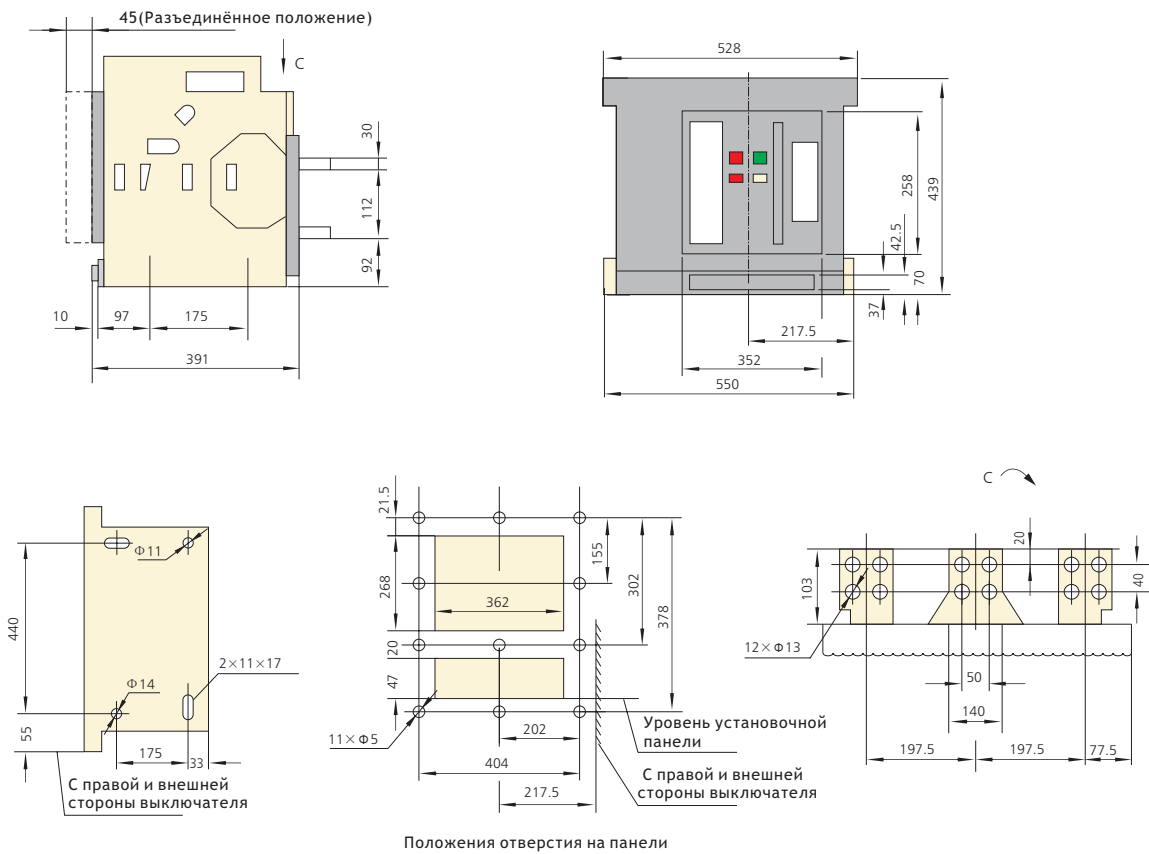 45(Разъединённое положение)
C
30
112
92
10
97
175
391
528
258
439
42.5
70
37
217.5
352
550
Φ11
440
2×11×17
Φ14
55
175
33
С правой и внешней
стороны выключателя
21.5
155
302
378
268
362
20
47
11×Φ5
202
404
217.5
Уровень установочной
панели
С правой и внешней
стороны выключателя
Положения отверстия на панели
C
20
40
103
12×Φ13
50
140
197.5
197.5
77.5